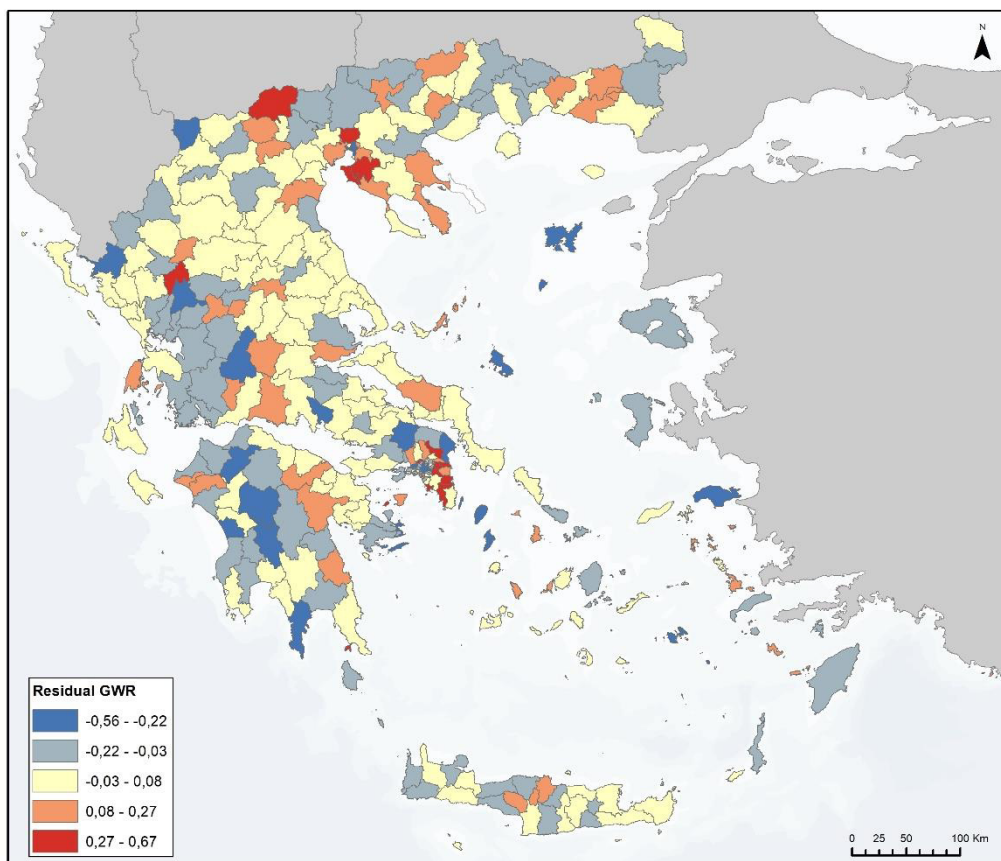 N
Residual GWR
-0,56 - -0,22
-0,22 - -0,03
-0,03 - 0,08
0,08 - 0,27
0,27 - 0,67
0 25 50 100 Km